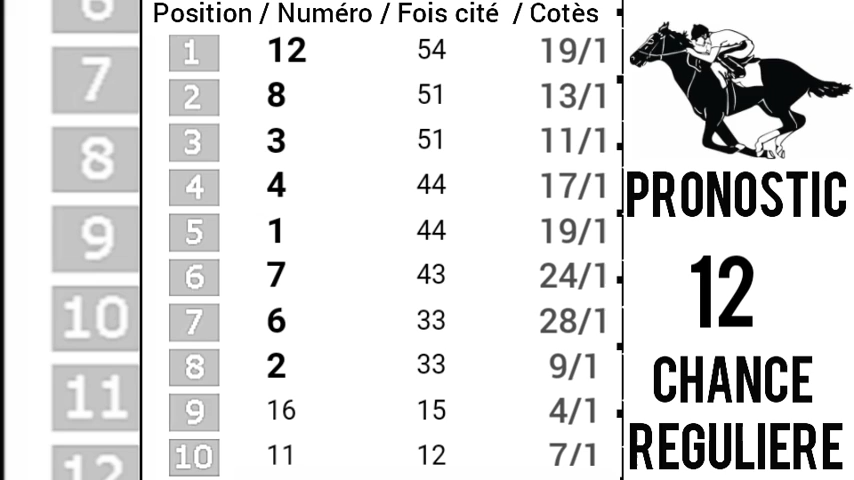 6
7
8
9
10
11
12
Position / Numéro / Fois cité / Cotès
1 12 54 19/1
2 8 51 13/1
3 3 51 11/1
4 4 44 17/1
5 1 44 19/1
6 7 43 24/1
7 6 33 28/1
8 2 33 9/1
9 16 15 4/1
10 11 12 7/1
PRONOSTIC
12
CHANCE
REGULIERE